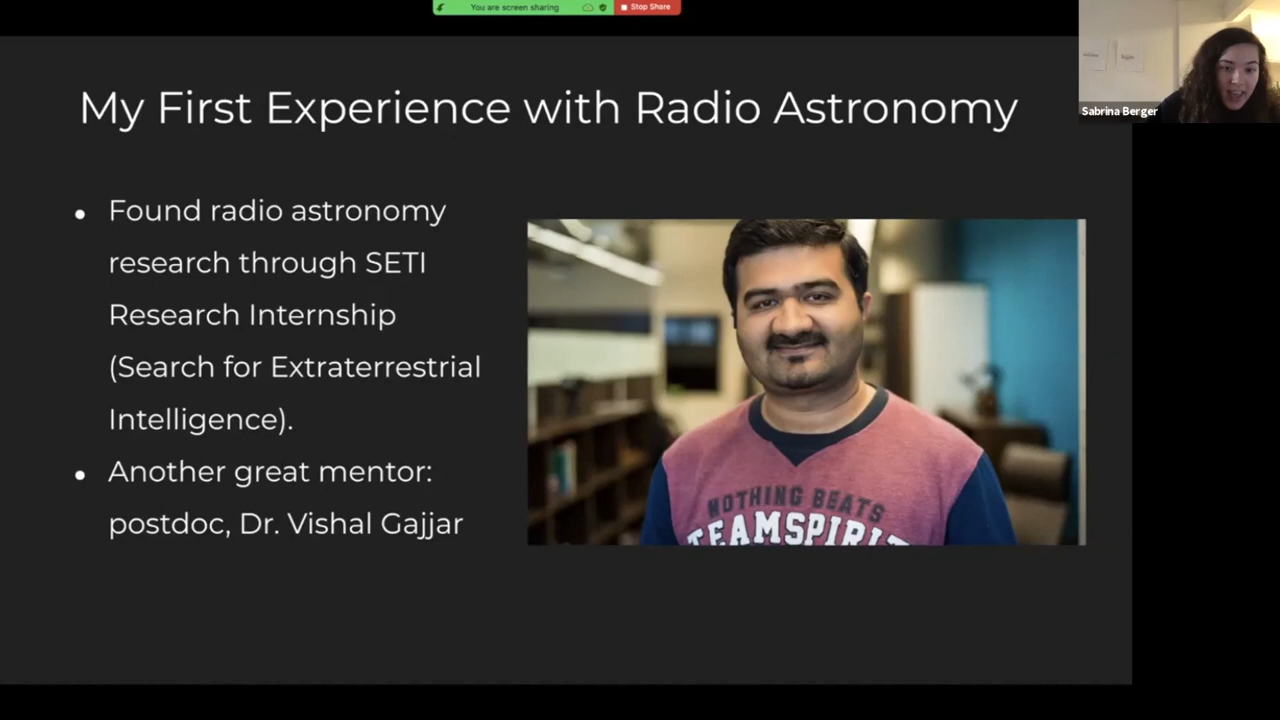 You are screen sharing
Stop Share
My First Experience with Radio Astronomy
Sabrina Berger
• Found radio astronomy
research through SETI
Research Internship
(Search for Extraterrestrial
Intelligence).
• Another great mentor:
postdoc, Dr. Vishal Gajjar
NOTHING BEATS
TEAMSPIRIT